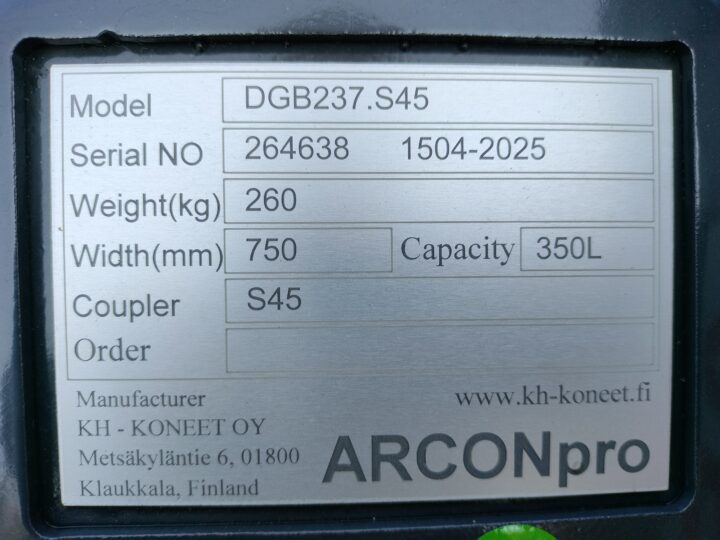 Model DGB237.S45
Serial NO 264638 1504-2025
Weight(kg) 260
Width(mm) 750 Capacity 350L
Coupler S45
Order
Manufacturer www.kh-koneet.fi
KH - KONEET OY
Metsäkyläntie 6, 01800
Klaukkala, Finland
ARCONpro